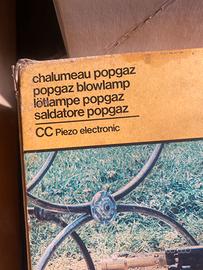 chalumeau popgaz
popgaz blowlamp
lötlampe popgaz
saldatore popgaz
CC Piezo electronic